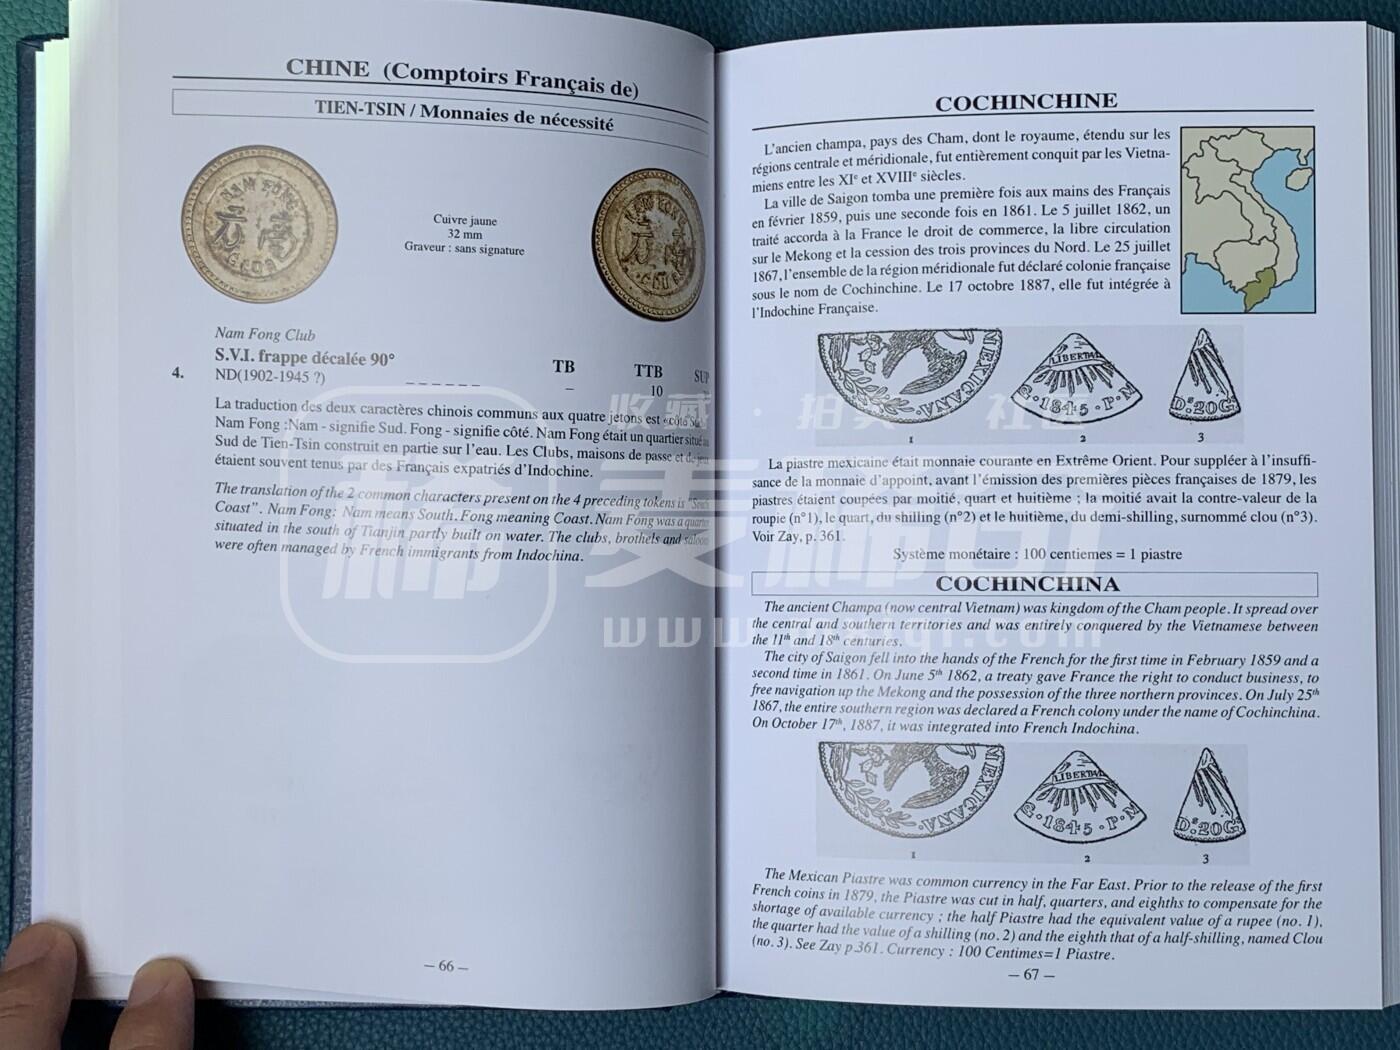 CHINE (Comptoirs Français de)
TIEN-TSIN / Monnaies de nécessité
NAM FONG
CLUB
Cuivre jaune
32 mm
Graveur : sans signature
Nam Fong Club
S.V.I. frappe décalée 90°
TB
TTB
SUP
4.
ND(1902-1945 ?)
– – – – – –
–
10
La traduction des deux caractères chinois communs aux quatre jetons est « côté
Nam Fong :Nam - signifie Sud. Fong - signifie côté. Nam Fong était un quartier situé au
Sud de Tien-Tsin construit en partie sur l'eau. Les Clubs, maisons de passe et de jeu
étaient souvent tenus par des Français expatriés d'Indochine.
The translation of the 2 common characters present on the 4 preceding tokens is "South
Coast". Nam Fong: Nam means South. Fong meaning Coast. Nam Fong was a quarter
situated in the south of Tianjin partly built on water. The clubs, brothels and saloon
were often managed by French immigrants from Indochina.
– 66 –
COCHINCHINE
L'ancien champa, pays des Cham, dont le royaume, étendu sur les
régions centrale et méridionale, fut entièrement conquit par les Vietna-
miens entre les XIe et XVIIIe siècles.
La ville de Saigon tomba une première fois aux mains des Français
en février 1859, puis une seconde fois en 1861. Le 5 juillet 1862, un
traité accorda à la France le droit de commerce, la libre circulation
sur le Mekong et la cession des trois provinces du Nord. Le 25 juillet
1867, l'ensemble de la région méridionale fut déclaré colonie française
sous le nom de Cochinchine. Le 17 octobre 1887, elle fut intégrée à
l'Indochine Française.
MEXICANA.
LIBERTAD
2·1845·P·M
Ds.20G
1
2
3
La piastre mexicaine était monnaie courante en Extrême Orient. Pour suppléer à l'insuffi-
sance de la monnaie d'appoint, avant l'émission des premières pièces françaises de 1879, les
piastres étaient coupées par moitié, quart et huitième ; la moitié avait la contre-valeur de la
roupie (n°1), le quart, du shilling (n°2) et le huitième, du demi-shilling, surnommé clou (n°3).
Voir Zay, p. 361.
Système monétaire : 100 centiemes = 1 piastre
COCHINCHINA
The ancient Champa (now central Vietnam) was kingdom of the Cham people. It spread over
the central and southern territories and was entirely conquered by the Vietnamese between
the 11th and 18th centuries.
The city of Saigon fell into the hands of the French for the first time in February 1859 and a
second time in 1861. On June 5th 1862, a treaty gave France the right to conduct business, to
free navigation up the Mekong and the possession of the three northern provinces. On July 25th
1867, the entire southern region was declared a French colony under the name of Cochinchina.
On October 17th, 1887, it was integrated into French Indochina.
MEXICANA.
LIBERTAD
2·1845·P·M
Ds.20G
1
2
3
The Mexican Piastre was common currency in the Far East. Prior to the release of the first
French coins in 1879, the Piastre was cut in half, quarters, and eighths to compensate for the
shortage of available currency ; the half Piastre had the equivalent value of a rupee (no. 1),
the quarter had the value of a shilling (no. 2) and the eighth that of a half-shilling, named Clou
(no. 3). See Zay p.361. Currency : 100 Centimes=1 Piastre.
– 67 –